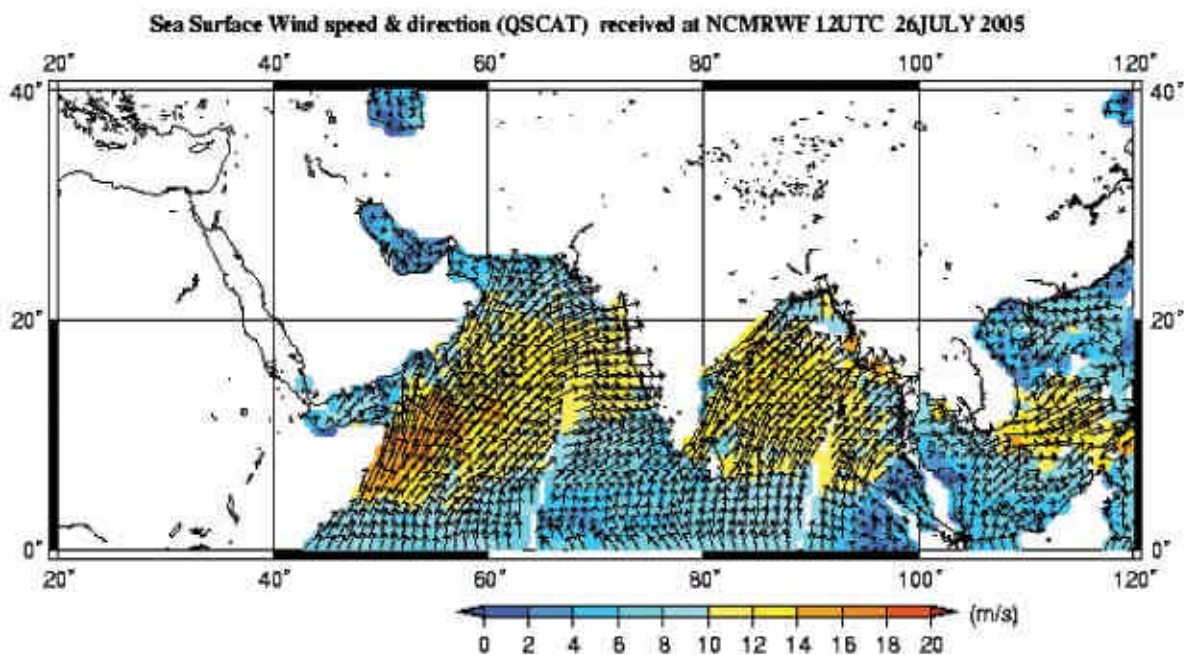 Sea Surface Wind speed & direction (QSCAT) received at NCMRWF 12UTC 26,JULY 2005
20° 40° 60° 80° 100° 120°
40° 40°
20° 20°
0° 0°
20° 40° 60° 80° 100° 120°
(m/s)
0 2 4 6 8 10 12 14 16 18 20